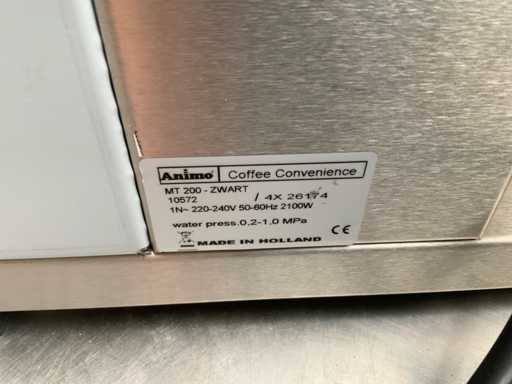 Animo Coffee Convenience
MT 200 - ZWART
10572 / 4X 26174
1N~ 220-240V 50-60Hz 2100W
water press.0.2-1.0 MPa
MADE IN HOLLAND CE